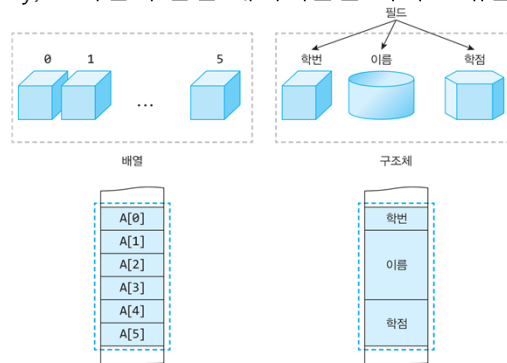 필드
0 1 5 학번 이름 학점
...
배열 구조체
A[0] 학번
A[1]
A[2] 이름
A[3]
A[4] 학점
A[5]